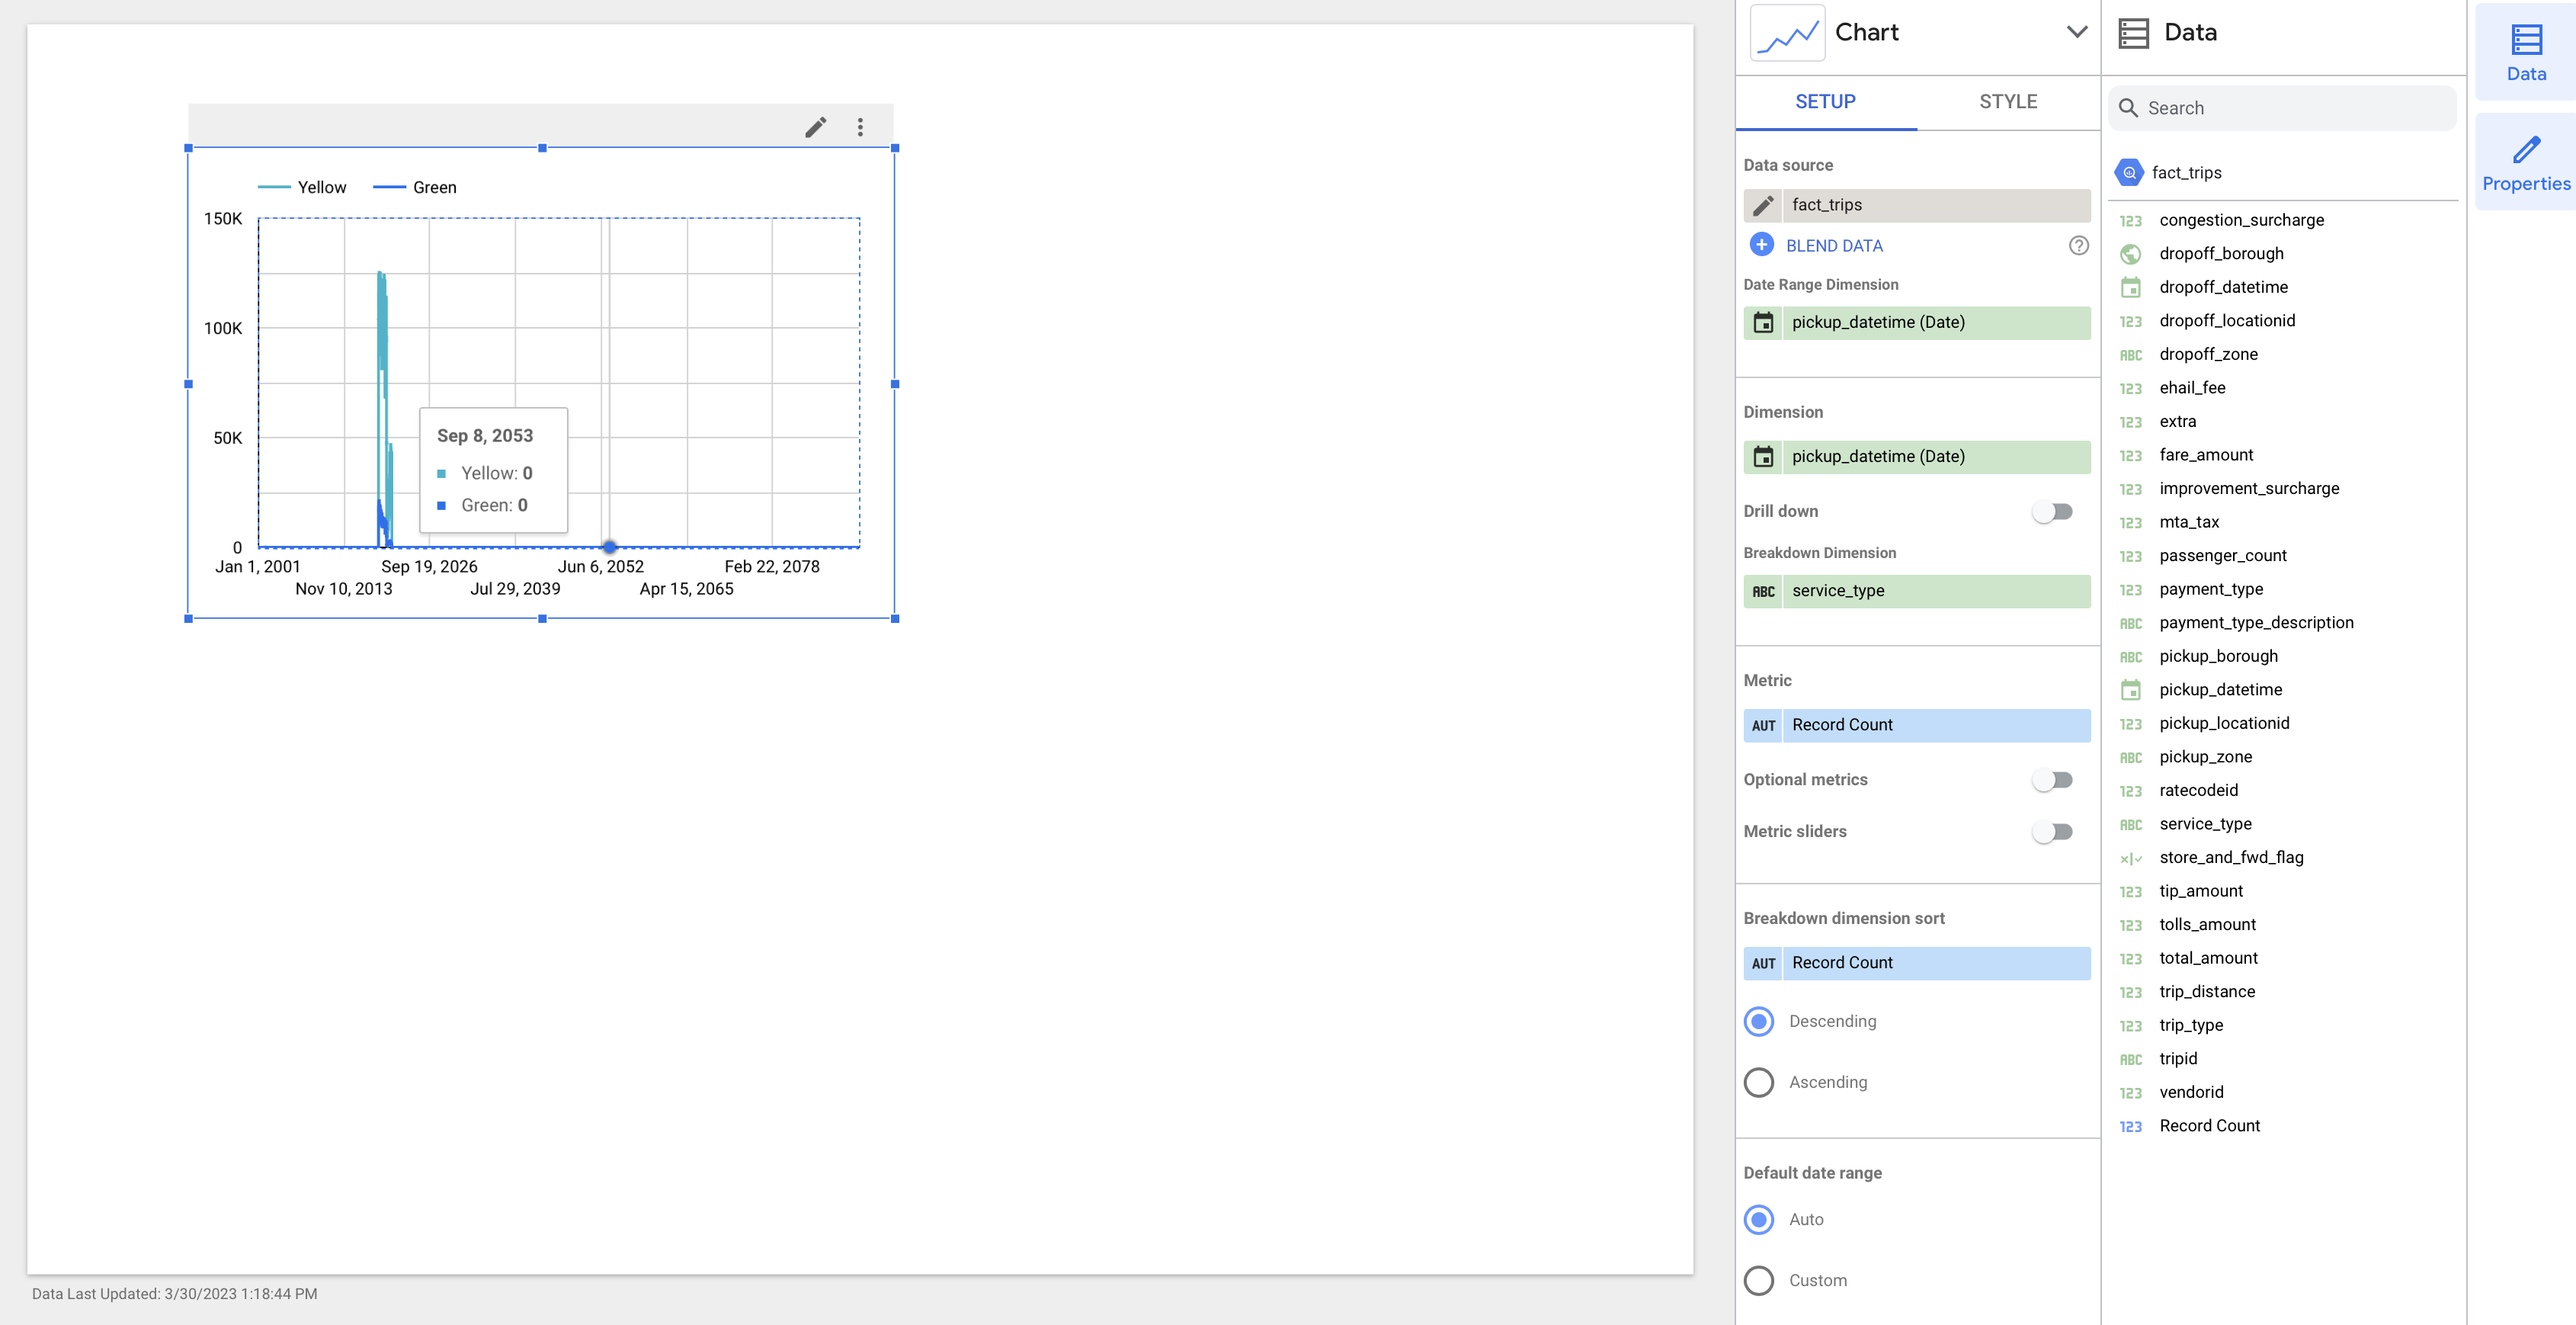 Yellow Green
150K
100K
50K
0
Sep 8, 2053
Yellow: 0
Green: 0
Jan 1, 2001 Sep 19, 2026 Jun 6, 2052 Feb 22, 2078
Nov 10, 2013 Jul 29, 2039 Apr 15, 2065
Data Last Updated: 3/30/2023 1:18:44 PM
Chart
SETUP STYLE
Data source
fact_trips
BLEND DATA
Date Range Dimension
pickup_datetime (Date)
Dimension
pickup_datetime (Date)
Drill down
Breakdown Dimension
ABC service_type
Metric
AUT Record Count
Optional metrics
Metric sliders
Breakdown dimension sort
AUT Record Count
Descending
Ascending
Default date range
Auto
Custom
Data
Search
fact_trips
123 congestion_surcharge
dropoff_borough
dropoff_datetime
123 dropoff_locationid
ABC dropoff_zone
123 ehail_fee
123 extra
123 fare_amount
123 improvement_surcharge
123 mta_tax
123 passenger_count
123 payment_type
ABC payment_type_description
ABC pickup_borough
pickup_datetime
123 pickup_locationid
ABC pickup_zone
123 ratecodeid
ABC service_type
store_and_fwd_flag
123 tip_amount
123 tolls_amount
123 total_amount
123 trip_distance
123 trip_type
ABC tripid
123 vendorid
123 Record Count
Data
Properties